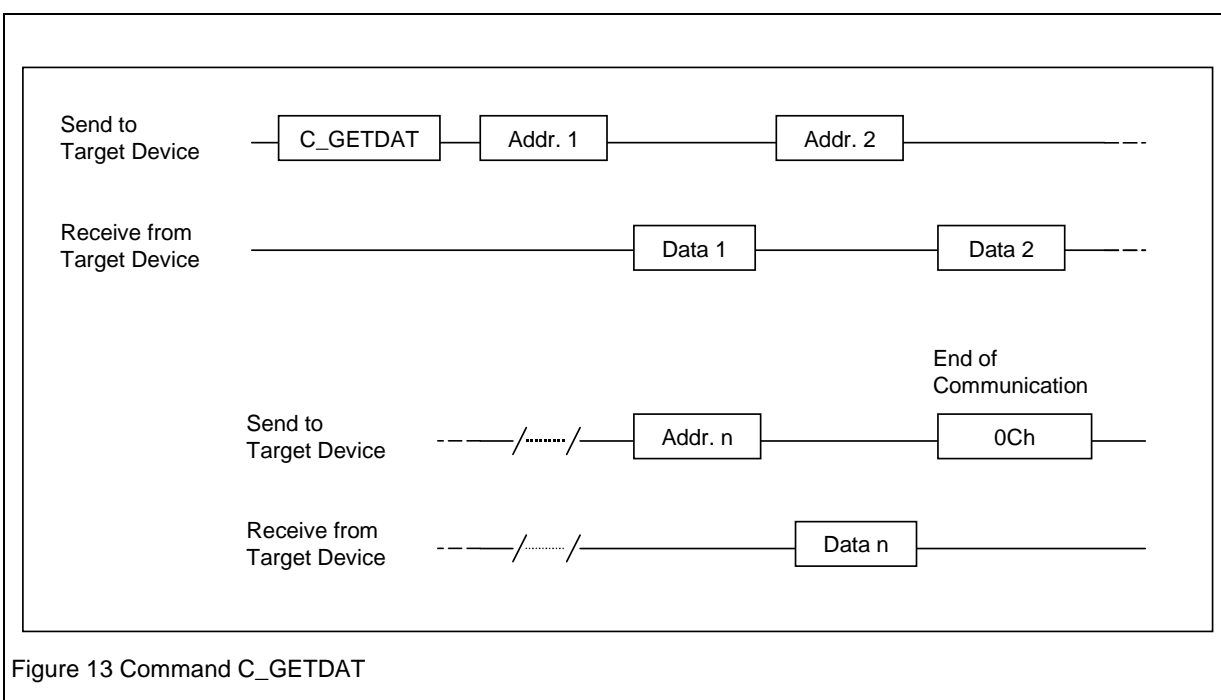 Send to
Target Device
C_GETDAT
Addr. 1
Addr. 2
Receive from
Target Device
Data 1
Data 2
End of
Communication
Send to
Target Device
Addr. n
0Ch
Receive from
Target Device
Data n
Figure 13 Command C_GETDAT